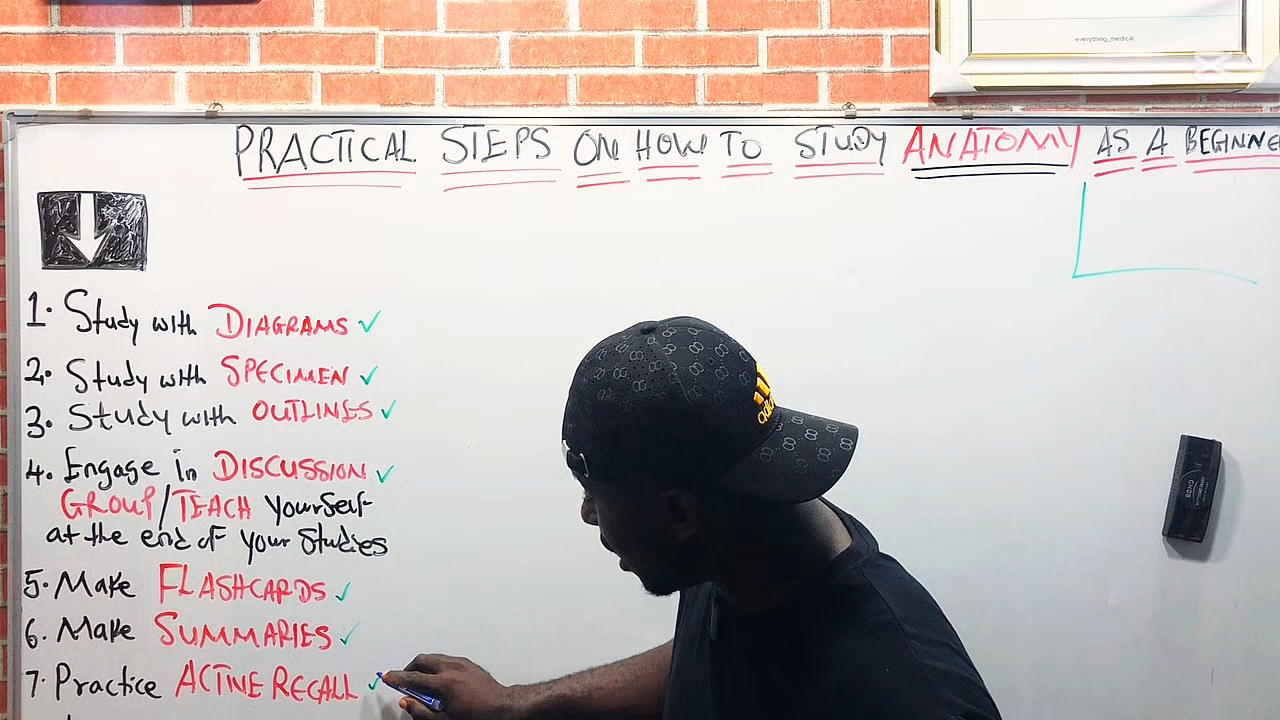 everything_medical
PRACTICAL STEPS ON HOW TO STUDY ANATOMY AS A BEGINNE
1. Study with DIAGRAMS ✓
2. Study with SPECIMEN ✓
3. Study with OUTLINES ✓
4. Engage in DISCUSSION ✓
GROUP/TEACH yourself
at the end of your studies
5. Make FLASHCARDS ✓
6. Make SUMMARIES ✓
7. Practice ACTIVE RECALL ✓
adidas